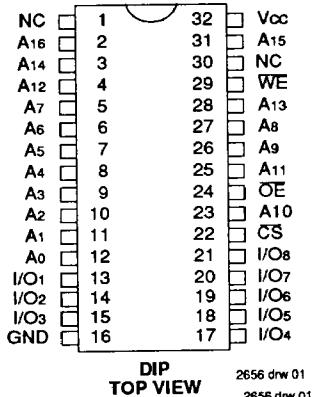 NC 1 32 Vcc
A16 2 31 A15
A14 3 30 NC
A12 4 29 WE
A7 5 28 A13
A6 6 27 A8
A5 7 26 A9
A4 8 25 A11
A3 9 24 OE
A2 10 23 A10
A1 11 22 CS
A0 12 21 I/O8
I/O1 13 20 I/O7
I/O2 14 19 I/O6
I/O3 15 18 I/O5
GND 16 17 I/O4
DIP
TOP VIEW
2656 drw 01
2656 drw 01